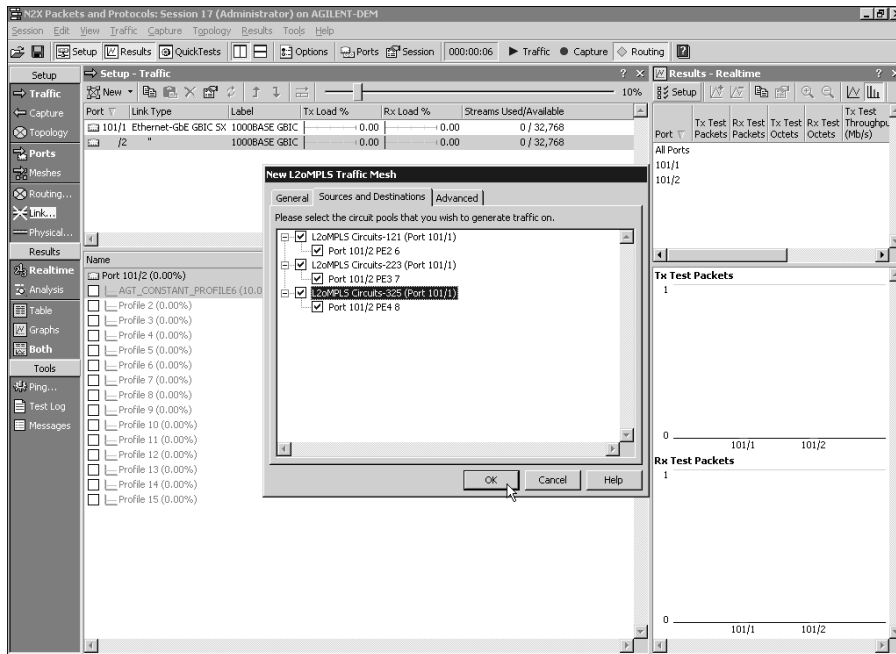 N2X Packets and Protocols: Session 17 (Administrator) on AGILENT-DEM
Session Edit View Traffic Capture Topology Results Tools Help
Setup Results QuickTests Options Ports Session 000:00:06 Traffic Capture Routing
Setup
Traffic
Capture
Topology
Ports
Meshes
Routing...
Link...
Physical...
Results
Realtime
Analysis
Table
Graphs
Both
Tools
Ping...
Test Log
Messages
Setup - Traffic ? ×
New 10%
Port Link Type Label Tx Load % Rx Load % Streams Used/Available
101/1 Ethernet-GbE GBIC SX 1000BASE GBIC 0.00 0.00 0 / 32,768
/2 " 1000BASE GBIC 0.00 0.00 0 / 32,768
Name
Port 101/2 (0.00%)
AGT_CONSTANT_PROFILE6 (10.0
Profile 2 (0.00%)
Profile 3 (0.00%)
Profile 4 (0.00%)
Profile 5 (0.00%)
Profile 6 (0.00%)
Profile 7 (0.00%)
Profile 8 (0.00%)
Profile 9 (0.00%)
Profile 10 (0.00%)
Profile 11 (0.00%)
Profile 12 (0.00%)
Profile 13 (0.00%)
Profile 14 (0.00%)
Profile 15 (0.00%)
New L2oMPLS Traffic Mesh
General Sources and Destinations Advanced
Please select the circuit pools that you wish to generate traffic on.
L2oMPLS Circuits-121 (Port 101/1)
Port 101/2 PE2 6
L2oMPLS Circuits-223 (Port 101/1)
Port 101/2 PE3 7
L2oMPLS Circuits-325 (Port 101/1)
Port 101/2 PE4 8
OK Cancel Help
Results - Realtime ?
Setup
Port Tx Test Packets Rx Test Packets Tx Test Octets Rx Test Octets Tx Test Throughpu (Mb/s)
All Ports
101/1
101/2
Tx Test Packets
1
0
101/1 101/2
Rx Test Packets
1
0
101/1 101/2